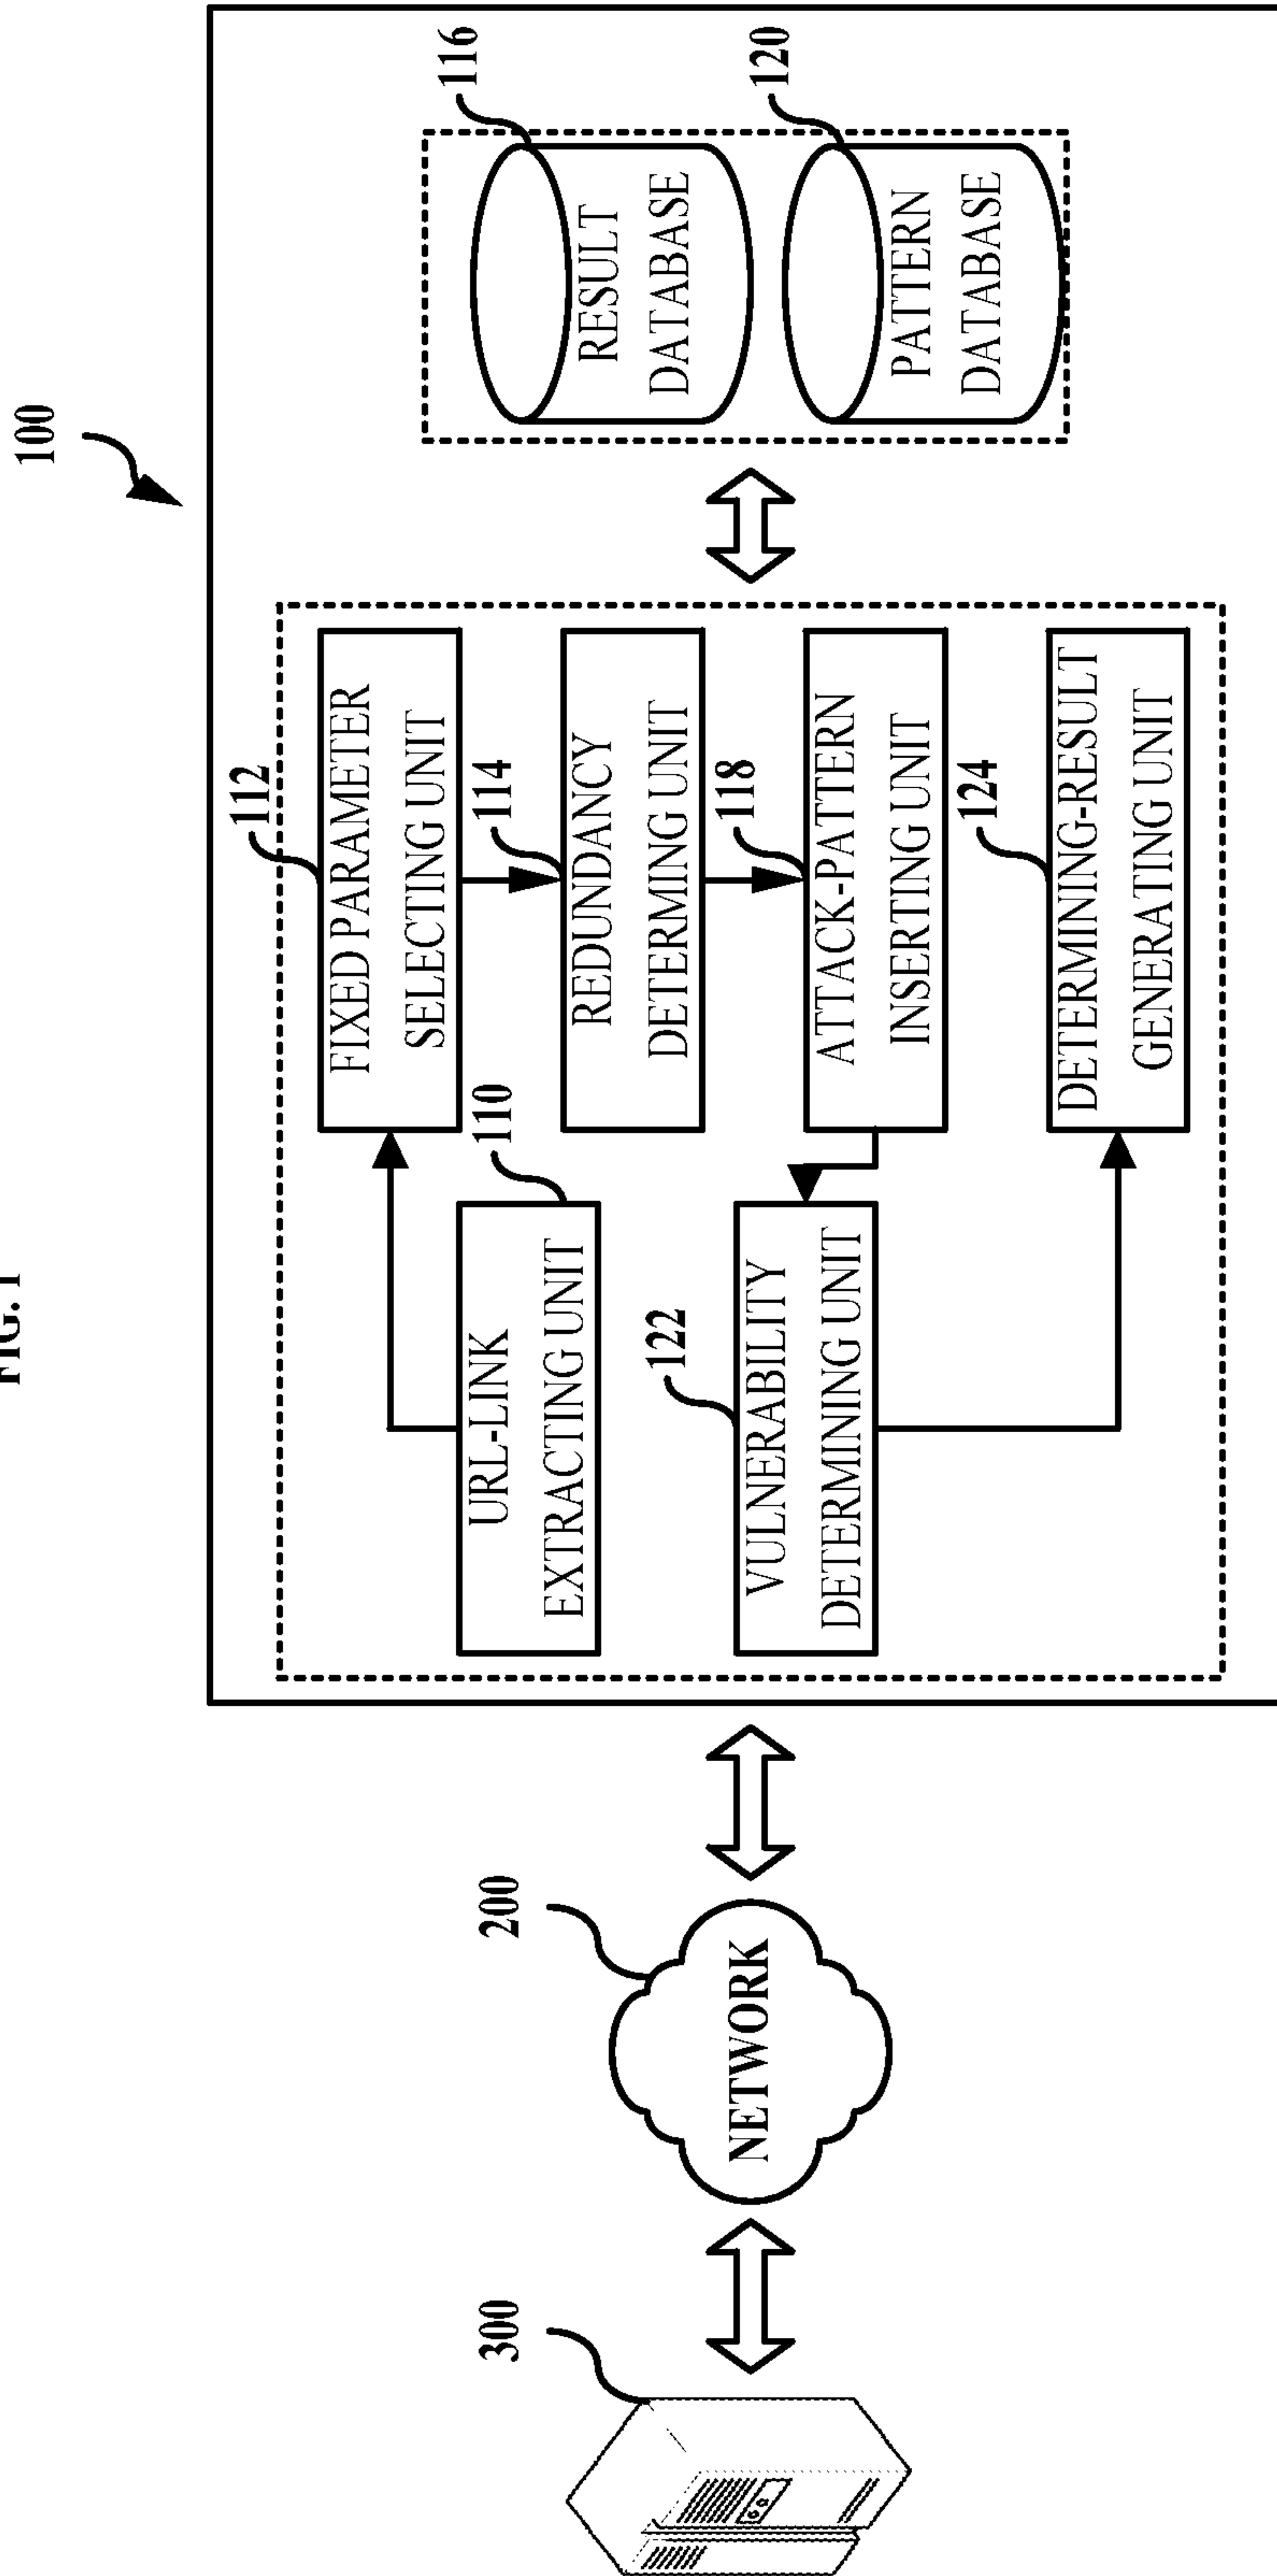 FIG. 1
100
112
FIXED PARAMETER
SELECTING UNIT
116
RESULT
DATABASE
110
URL-LINK
EXTRACTING UNIT
114
REDUNDANCY
DETERMINING UNIT
300
200
NETWORK
122
VULNERABILITY
DETERMINING UNIT
118
ATTACK-PATTERN
INSERTING UNIT
120
PATTERN
DATABASE
124
DETERMINING-RESULT
GENERATING UNIT